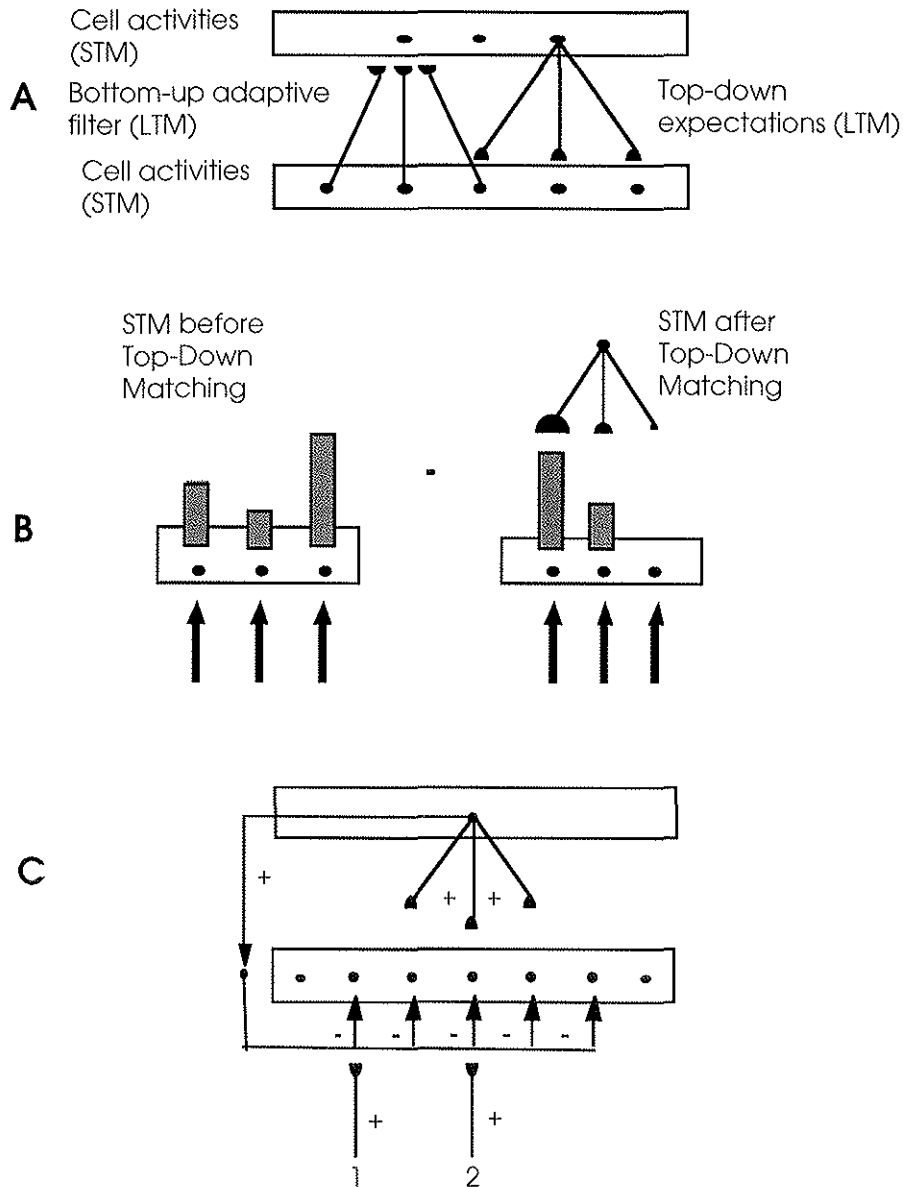 Cell activities
(STM)
A
Bottom-up adaptive
filter (LTM)
Top-down
expectations (LTM)
Cell activities
(STM)
STM before
Top-Down
Matching
STM after
Top-Down
Matching
-
B
C
+
+ +
- - - - -
+ +
1 2